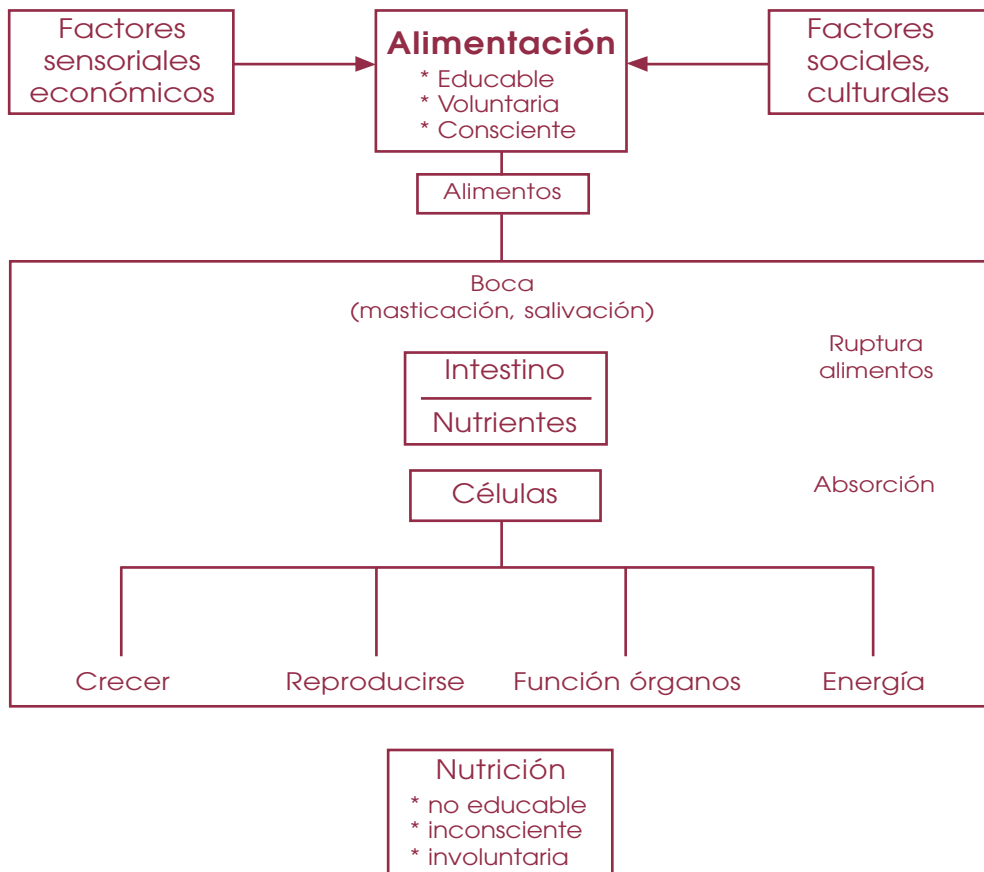 Factores
sensoriales
económicos
Alimentación
* Educable
* Voluntaria
* Consciente
Factores
sociales,
culturales
Alimentos
Boca
(masticación, salivación)
Ruptura
alimentos
Intestino
Nutrientes
Células
Absorción
Crecer
Reproducirse
Función órganos
Energía
Nutrición
* no educable
* inconsciente
* involuntaria